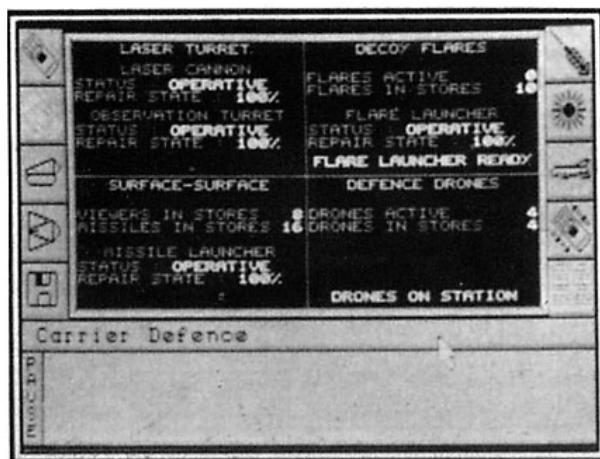 LASER TURRET
LASER CANNON
STATUS OPERATIVE
REPAIR STATE 100%
OBSERVATION TURRET
STATUS OPERATIVE
REPAIR STATE 100%
DECOY FLARES
FLARES ACTIVE 0
FLARES IN STORES 10
FLARE LAUNCHER
STATUS OPERATIVE
REPAIR STATE 100%
FLARE LAUNCHER READY
SURFACE-SURFACE
VIEWERS IN STORES 8
MISSILES IN STORES 16
MISSILE LAUNCHER
STATUS OPERATIVE
REPAIR STATE 100%
DEFENCE DRONES
DRONES ACTIVE 4
DRONES IN STORES 4
DRONES ON STATION
Carrier Defence